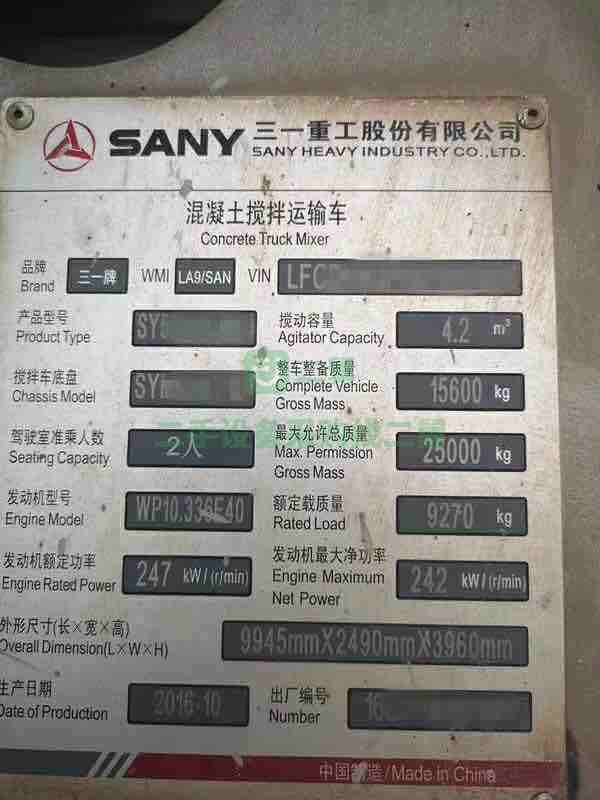 SANY 三一重工股份有限公司
SANY HEAVY INDUSTRY CO.,LTD.
混凝土搅拌运输车
Concrete Truck Mixer
品牌 三一牌 WMI LA9/SAN VIN LFC
Brand
产品型号 SY 搅动容量 4.2 m³
Product Type Agitator Capacity
搅拌车底盘 SY 整车整备质量 15600 kg
Chassis Model Complete Vehicle
Gross Mass
驾驶室准乘人数 2人 最大允许总质量 25000 kg
Seating Capacity Max. Permission
Gross Mass
发动机型号 WP10.336E40 额定载质量 9270 kg
Engine Model Rated Load
发动机额定功率 247 kW/(r/min) 发动机最大净功率 242 kW/(r/min)
Engine Rated Power Engine Maximum
Net Power
外形尺寸(长×宽×高) 9945mmX2490mmX3960mm
Overall Dimension(L×W×H)
生产日期 2016-10 出厂编号 16
Date of Production Number
中国制造/Made in China